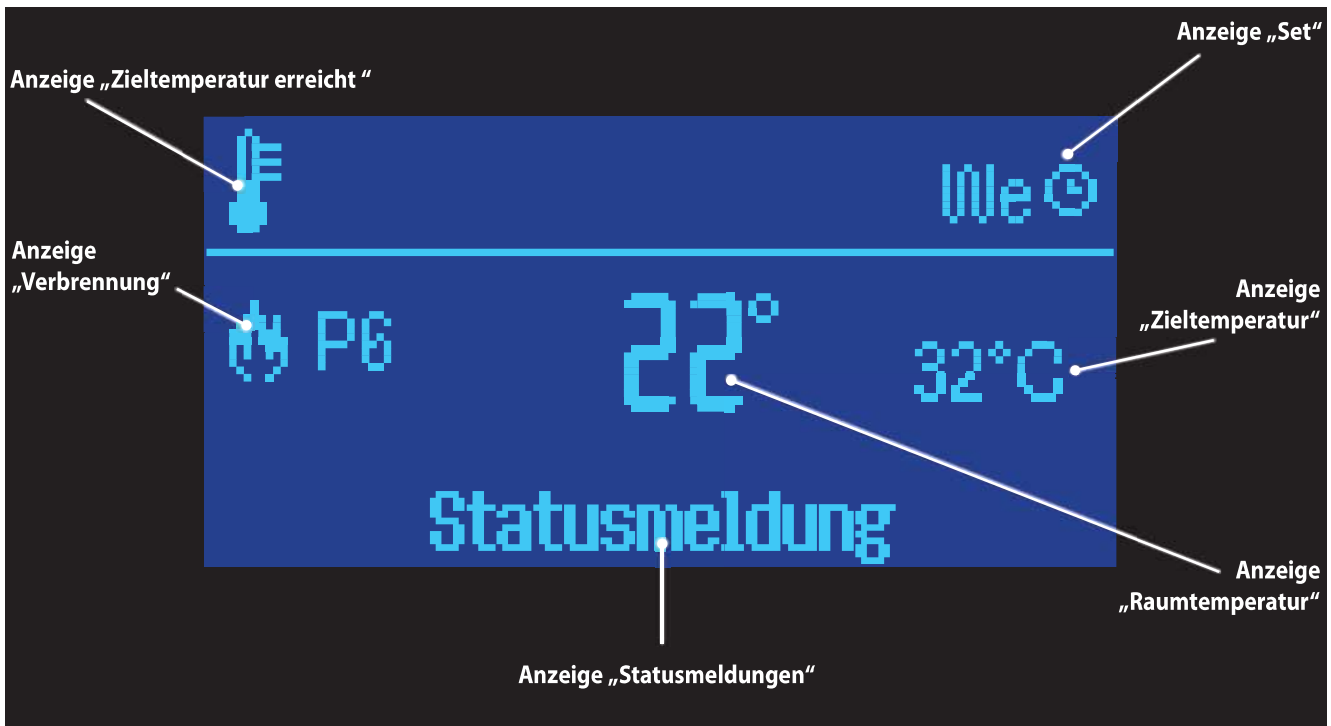 Anzeige „Set“
Anzeige „Zieltemperatur erreicht “
We
Anzeige
„Verbrennung“
P6
22°
32°C
Anzeige
„Zieltemperatur“
Statusmeldung
Anzeige
„Raumtemperatur“
Anzeige „Statusmeldungen“